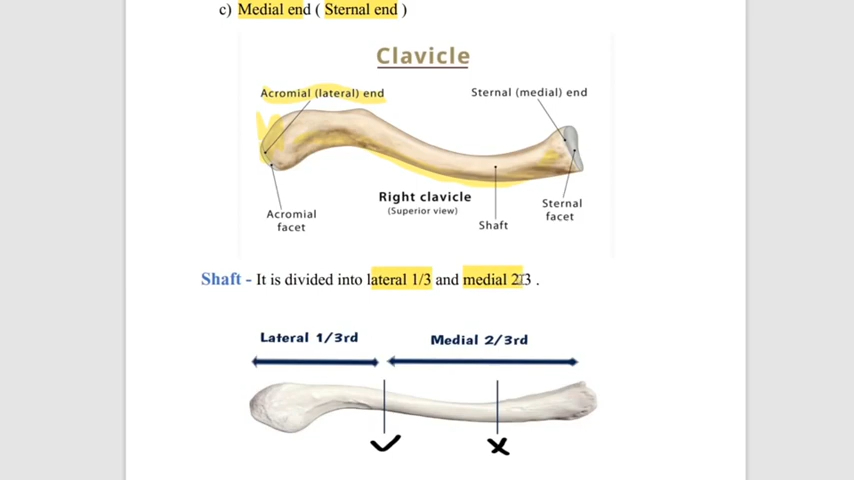 c) Medial end ( Sternal end )
Clavicle
Acromial (lateral) end
Sternal (medial) end
Right clavicle
(Superior view)
Acromial
facet
Shaft
Sternal
facet
Shaft - It is divided into lateral 1/3 and medial 2/3 .
Lateral 1/3rd
Medial 2/3rd